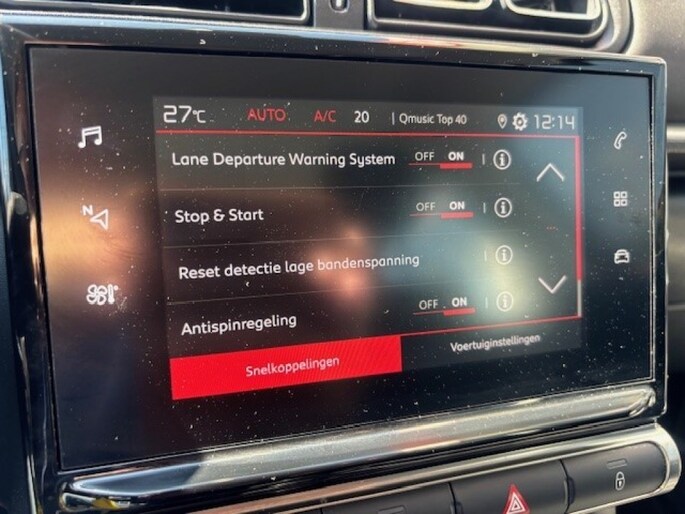 27°C AUTO A/C 20 | Qmusic Top 40 12:14
Lane Departure Warning System OFF ON
Stop & Start OFF ON
Reset detectie lage bandenspanning
Antispinregeling OFF ON
Snelkoppelingen Voertuiginstellingen
N